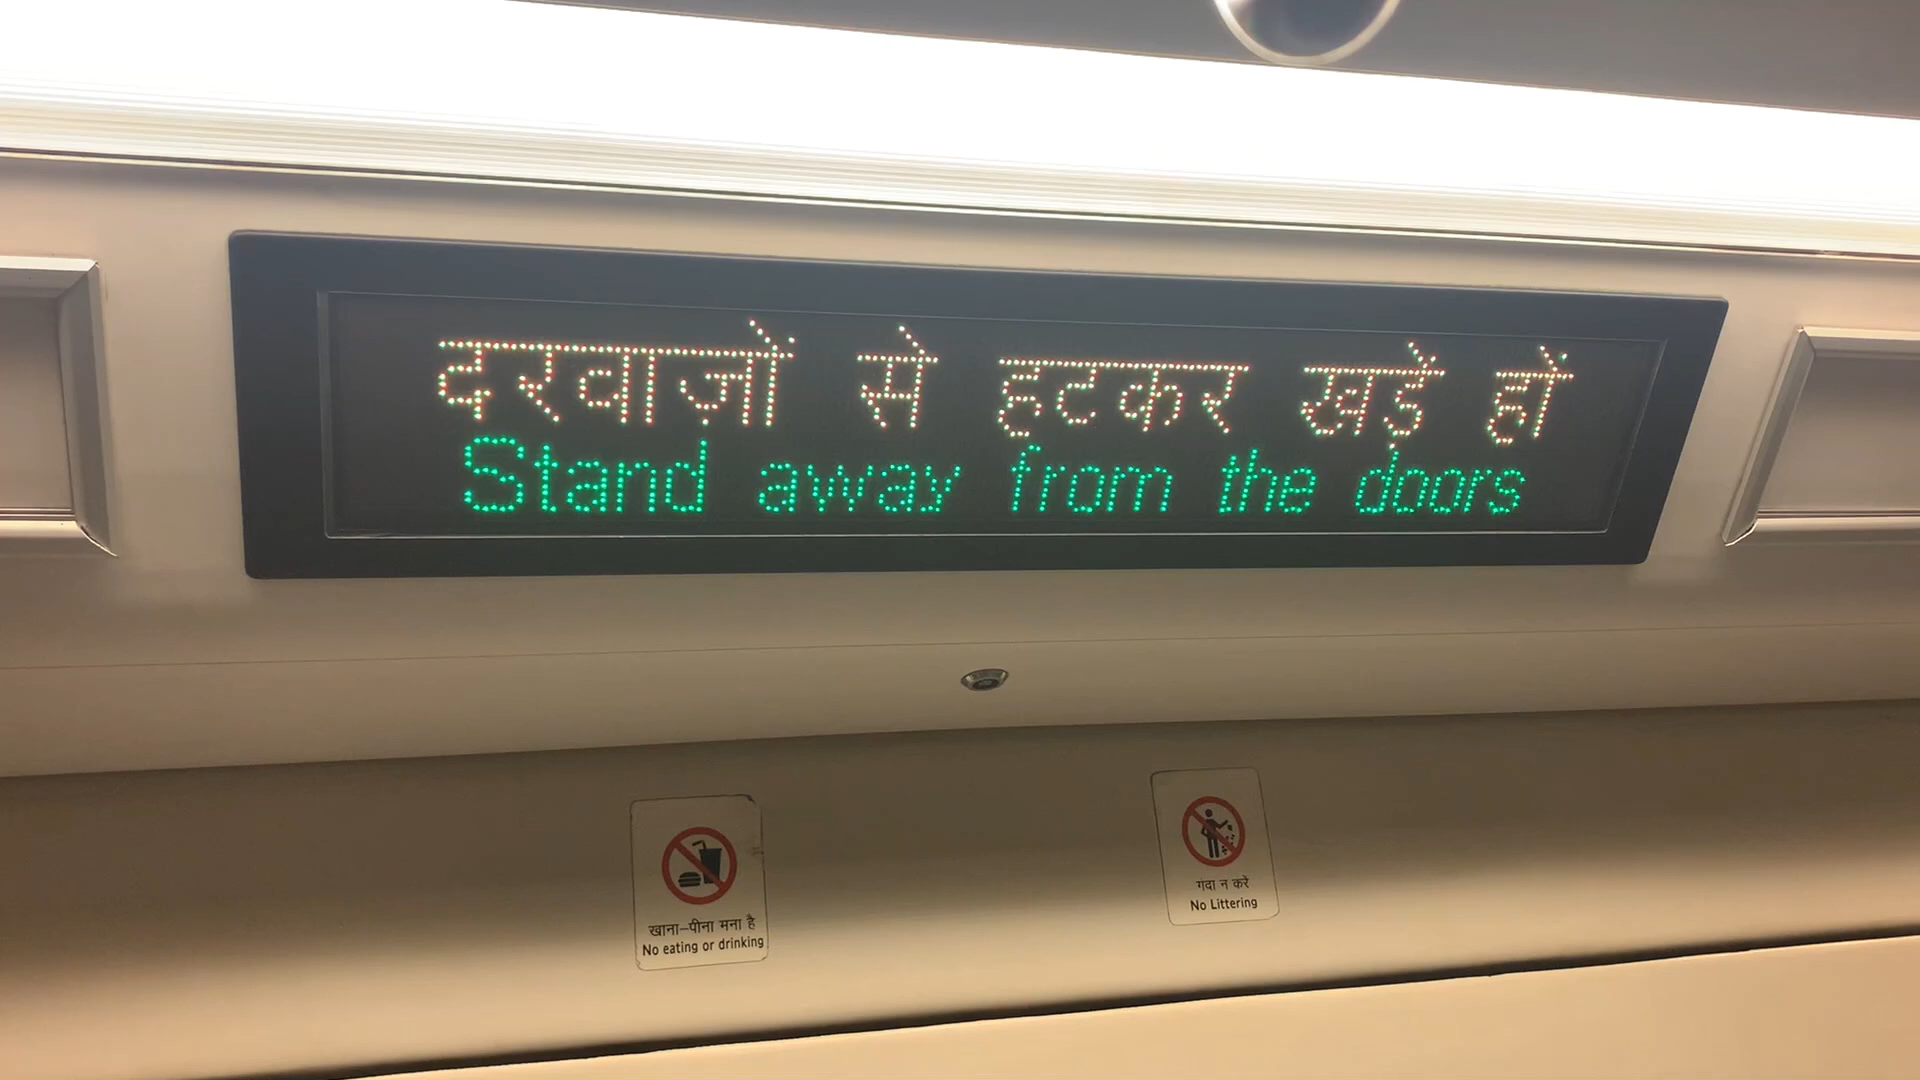 दरवाज़ों से हटकर खड़े हों
Stand away from the doors
खाना-पीना मना है
No eating or drinking
गंदा न करें
No Littering